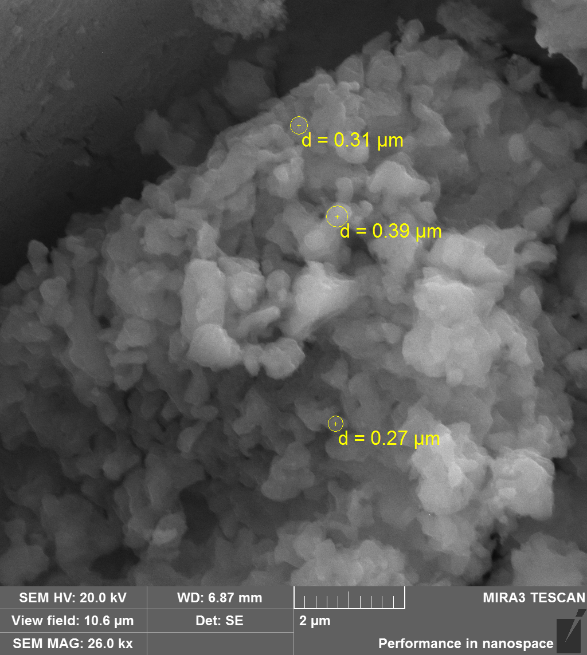 d = 0.31 µm
d = 0.39 µm
d = 0.27 µm
SEM HV: 20.0 kV
WD: 6.87 mm
MIRA3 TESCAN
View field: 10.6 µm
Det: SE
2 µm
SEM MAG: 26.0 kx
Performance in nanospace